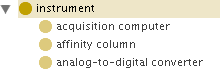 instrument
acquisition computer
affinity column
analog-to-digital converter